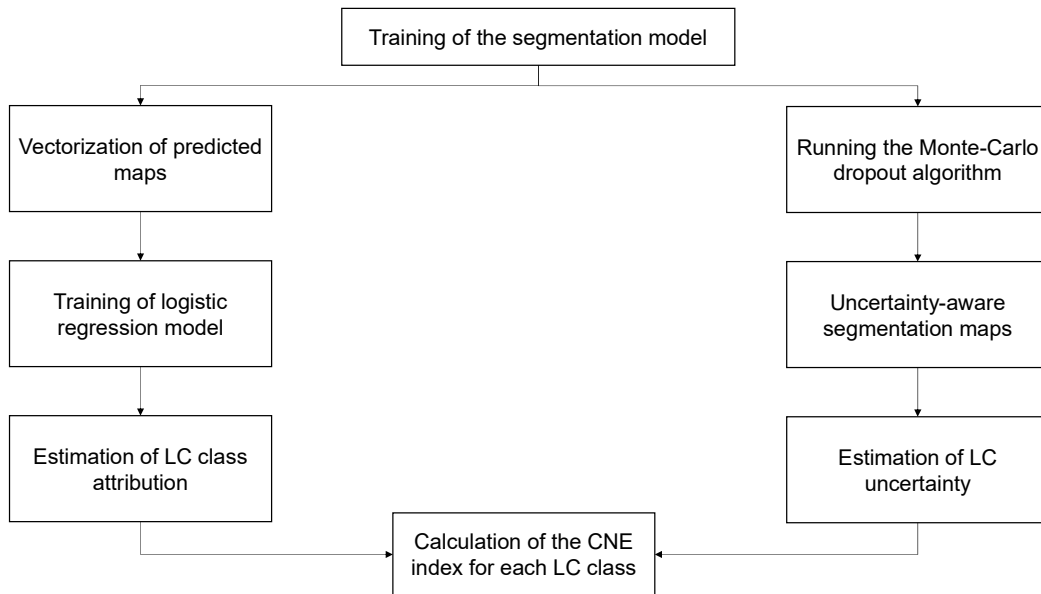 Training of the segmentation model
Vectorization of predicted
maps
Running the Monte-Carlo
dropout algorithm
Training of logistic
regression model
Uncertainty-aware
segmentation maps
Estimation of LC class
attribution
Estimation of LC
uncertainty
Calculation of the CNE
index for each LC class